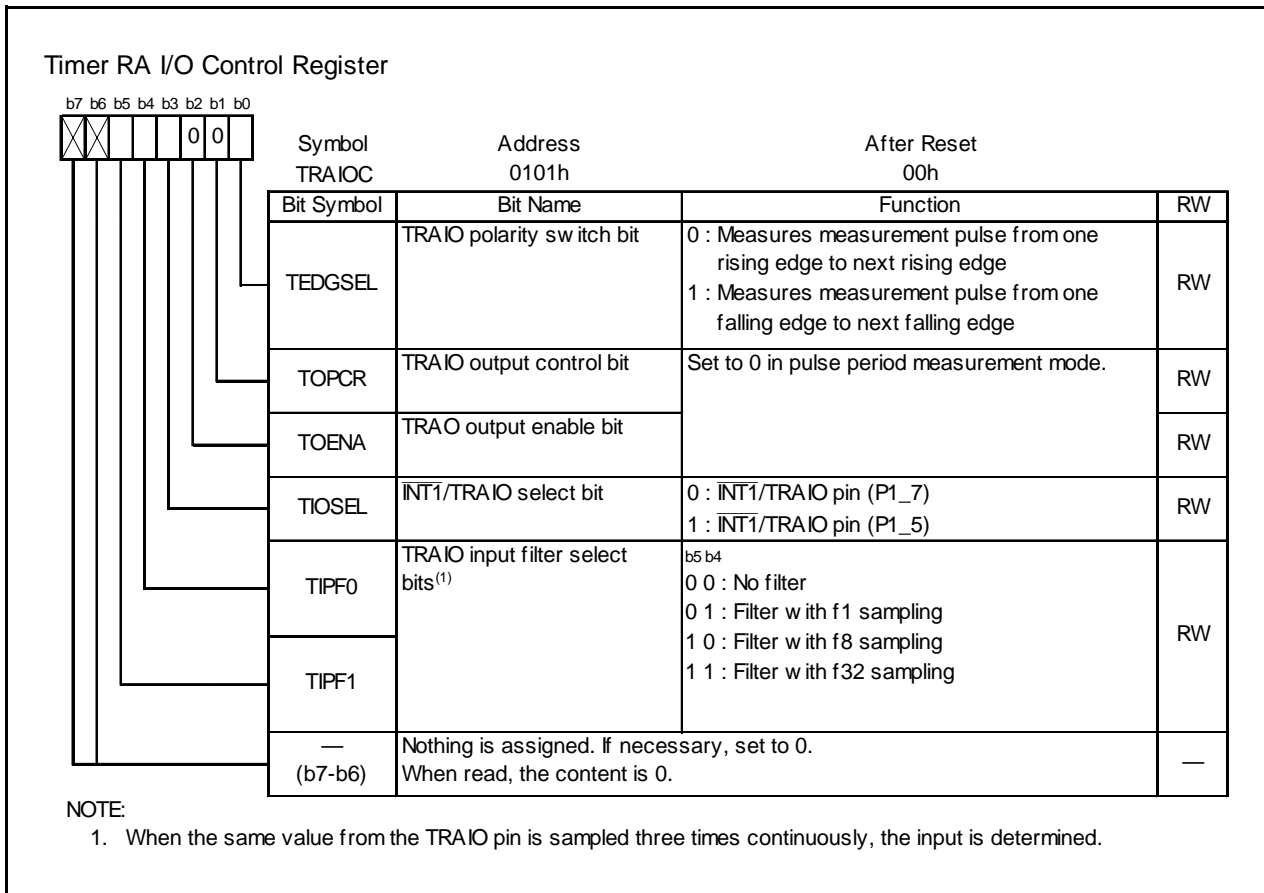 Timer RA I/O Control Register
b7 b6 b5 b4 b3 b2 b1 b0
0 0
Symbol Address After Reset
TRAIOC 0101h 00h
Bit Symbol Bit Name Function RW
TEDGSEL
TRAIO polarity switch bit
0 : Measures measurement pulse from one
rising edge to next rising edge
1 : Measures measurement pulse from one
falling edge to next falling edge
RW
TOPCR
TRAIO output control bit
Set to 0 in pulse period measurement mode.
RW
TOENA
TRAO output enable bit
RW
TIOSEL
INT1/TRAIO select bit
0 : INT1/TRAIO pin (P1_7)
1 : INT1/TRAIO pin (P1_5)
RW
TIPF0
TRAIO input filter select
bits(1)
b5 b4
0 0 : No filter
0 1 : Filter with f1 sampling
1 0 : Filter with f8 sampling
1 1 : Filter with f32 sampling
RW
TIPF1
—
(b7-b6)
Nothing is assigned. If necessary, set to 0.
When read, the content is 0.
—
NOTE:
1. When the same value from the TRAIO pin is sampled three times continuously, the input is determined.